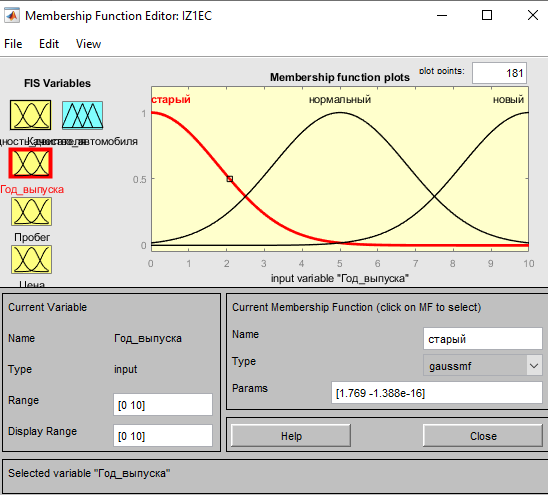 Membership Function Editor: IZ1EC
File Edit View
FIS Variables
Membership function plots
plot points:
181
старый
нормальный
новый
Год_выпуска
Пробег
Цена
1
0.5
0
0 1 2 3 4 5 6 7 8 9 10
input variable "Год_выпуска"
Current Variable
Name Год_выпуска
Type input
Range [0 10]
Display Range [0 10]
Current Membership Function (click on MF to select)
Name старый
Type gaussmf
Params [1.769 -1.388e-16]
Help Close
Selected variable "Год_выпуска"